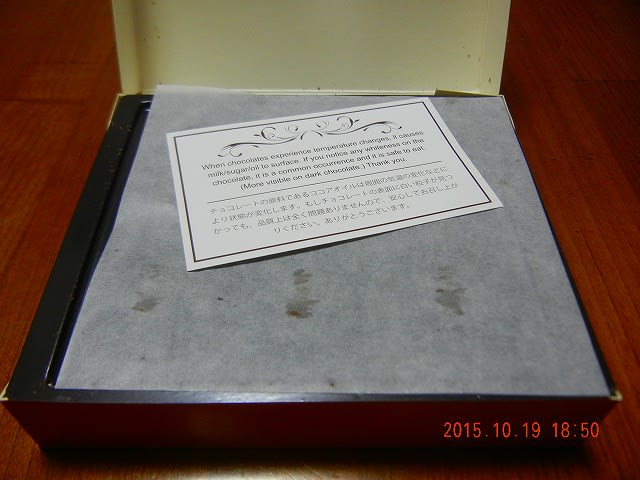 When chocolates experience temperature changes, it causes
milk/sugar/oil to surface. If you notice any whiteness on the
chocolate, it is a common occurrence and it is safe to eat.
(More visible on dark chocolate.) Thank you.
チョコレートの原料であるココアオイルは周囲の気温の変化などに
より状態が変化します。もしチョコレートの表面に白い粒子が見つ
かっても、品質上は全く問題ありませんので、安心してお召し上が
りください。ありがとうございます。
2015.10.19 18:50